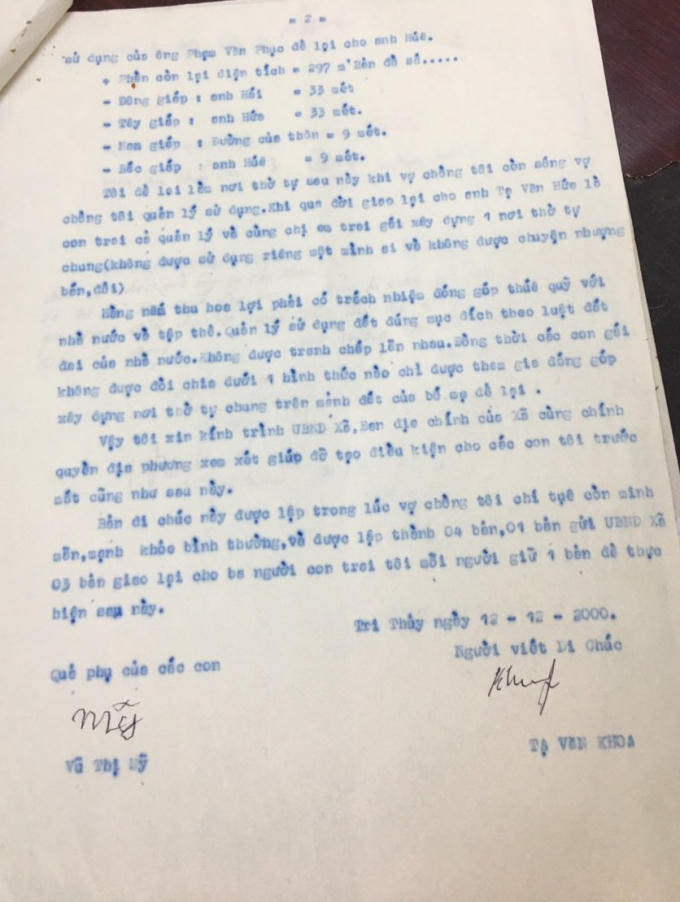 = 2 =
sử dụng của ông Phạm Văn Phục để lại cho anh Húê.
+ Phần còn lại diện tích = 297 m² Bản đồ số.....
- Đông giáp : anh Hải = 33 mét
- Tây giáp : anh Hức = 33 mét.
- Nam giáp : Đường của thôn = 9 mét.
- Bắc giáp : anh Húê = 9 mét.
Tôi để lại làm nơi thờ tự sau này khi vợ chồng tôi còn sống vợ
chồng tôi quản lý sử dụng.Khi qua đời giao lại cho anh Tạ Văn Hức là
con trai cả quản lý và cùng chị em trai gái xây dựng 1 nơi thờ tự
chung(không được sử dụng riêng một mình ai và không được chuyện nhượng
bán,đổi)
Hàng năm thu hoa lợi phải có trách nhiệm đóng góp thuế quỹ với
nhà nước và tập thể.Quản lý sử dụng đất đúng mục đích theo luật đất
đai của nhà nước.Không được tranh chấp lẫn nhau.Đồng thời các con gái
không được đòi chia dưới 1 hình thức nào chỉ được tham gia đóng góp
xây dựng nơi thờ tự chung trên mảnh đất của bố mẹ để lại .
Vậy tôi xin kính trình UBND Xã,Ban địa chính của Xã cùng chính
quyền địa phương xem xét giúp đỡ tạo điều kiện cho các con tôi trước
mắt cũng như sau này.
Bản di chúc này được lập trong lúc vợ chồng tôi chí tuệ còn minh
mẫn,mạnh khỏe bình thường,và được lập thành 04 bản,01 bản gửi UBND Xã
03 bản giao lại cho ba người con trai tôi mỗi người giữ 1 bản để thực
hiện sau này.
Tri Thủy ngày 12 - 12 - 2000.
Người viết Di Chúc
Quả phụ của các con
Khoa
Mỹ
TẠ VĂN KHOA
Vũ Thị Mỹ